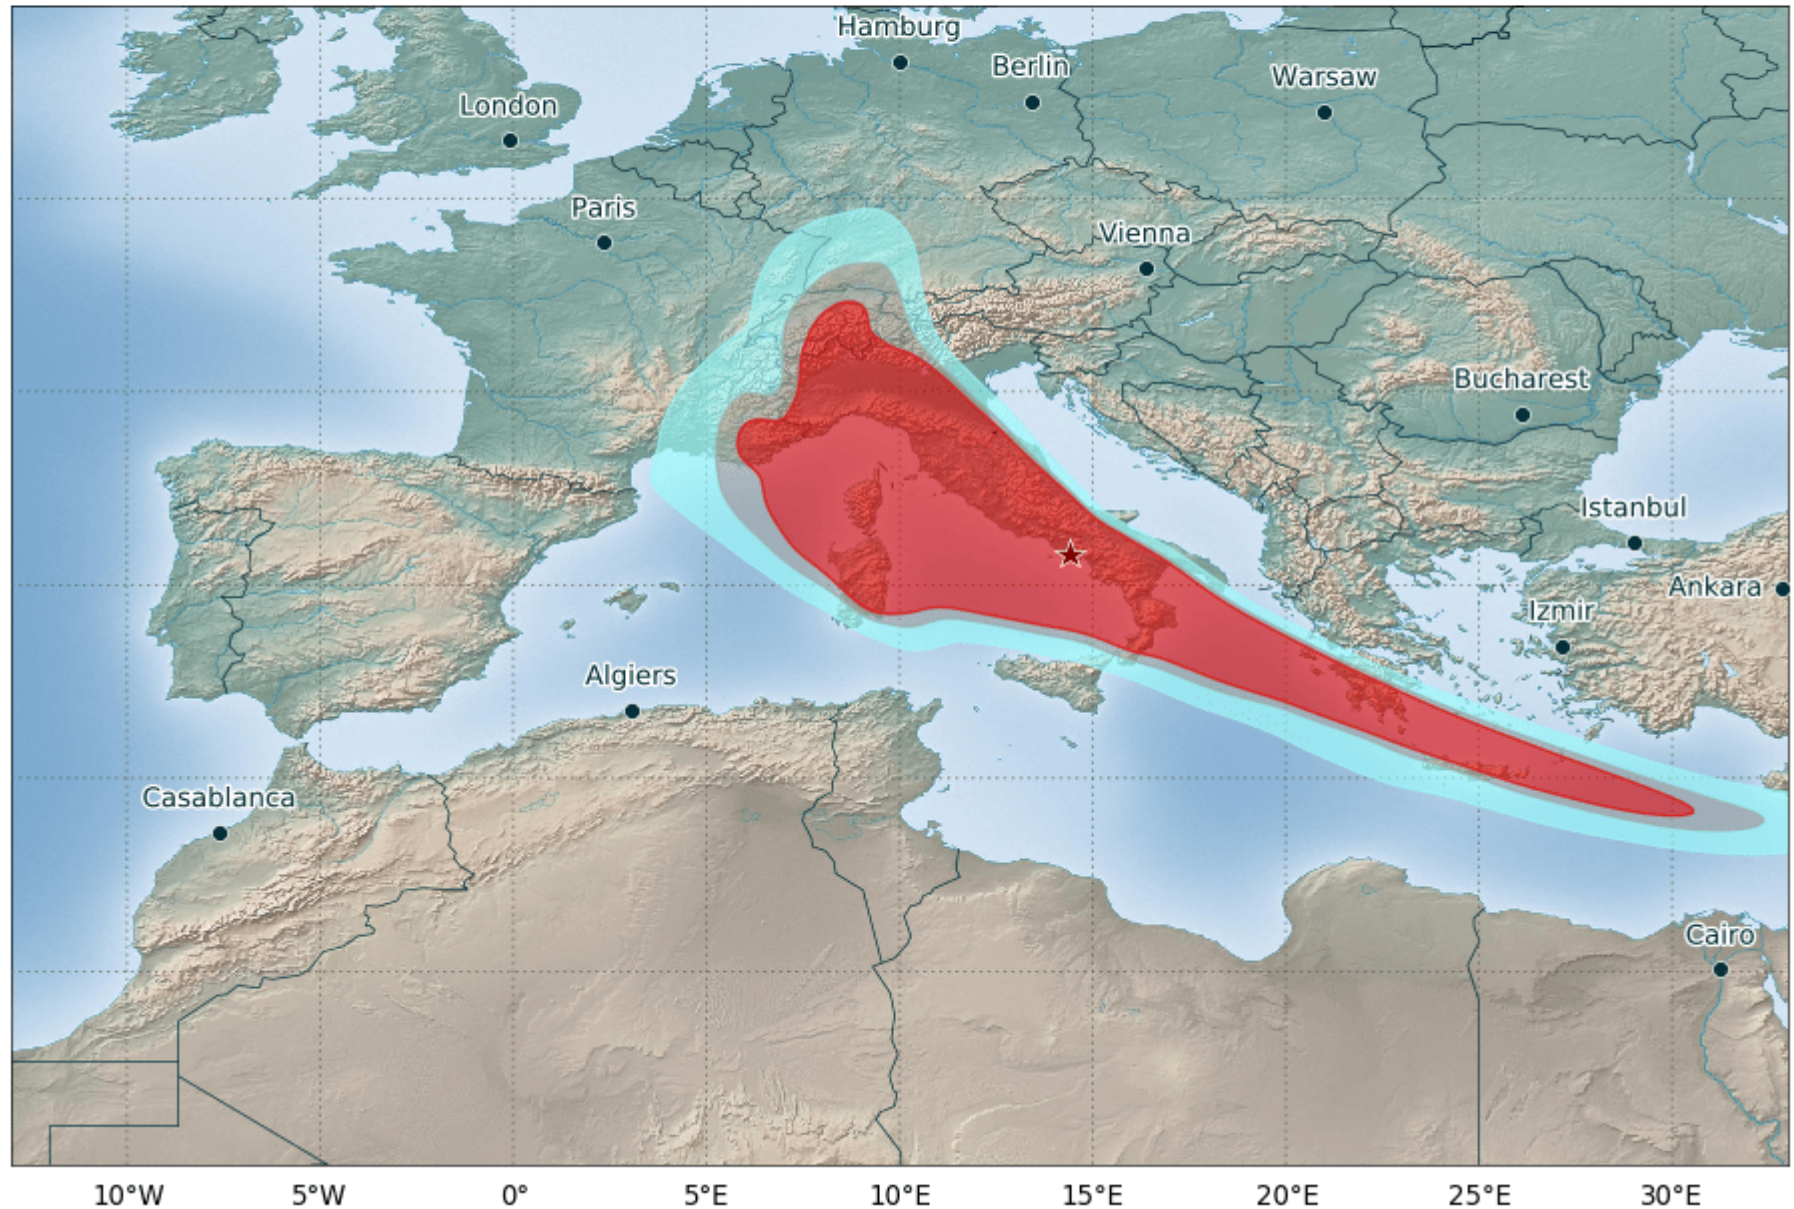 Hamburg
Berlin
Warsaw
London
Paris
Vienna
Bucharest
Istanbul
Ankara
Izmir
Algiers
Casablanca
Cairo
10°W 5°W 0° 5°E 10°E 15°E 20°E 25°E 30°E